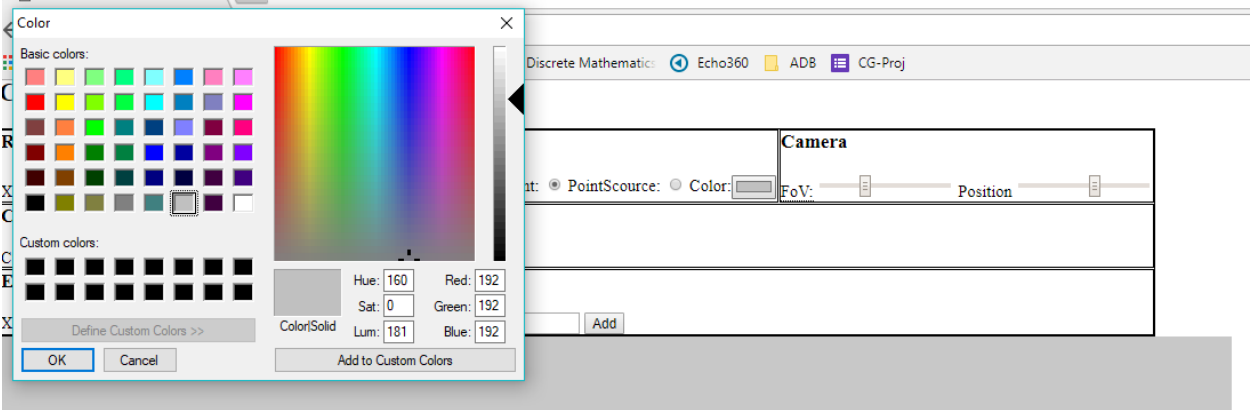 Color
Basic colors:
Custom colors:
Define Custom Colors >>
OK Cancel
Color|Solid
Hue: 160 Red: 192
Sat: 0 Green: 192
Lum: 181 Blue: 192
Add to Custom Colors
Discrete Mathematics Echo360 ADB CG-Proj
C
R
Camera
X
PointScource: Color: FoV: Position
C
C
E
X
Add